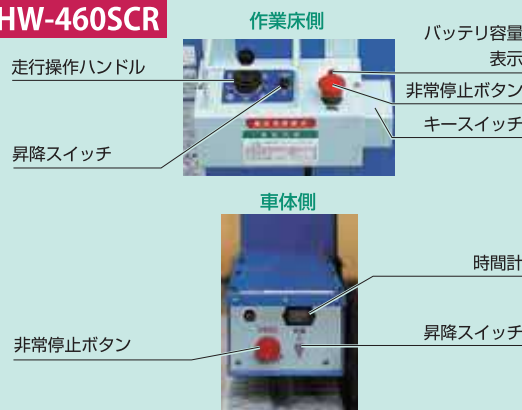 HW-460SCR
作業床側
バッテリ容量
表示
走行操作ハンドル
非常停止ボタン
キースイッチ
昇降スイッチ
車体側
時間計
非常停止ボタン
昇降スイッチ